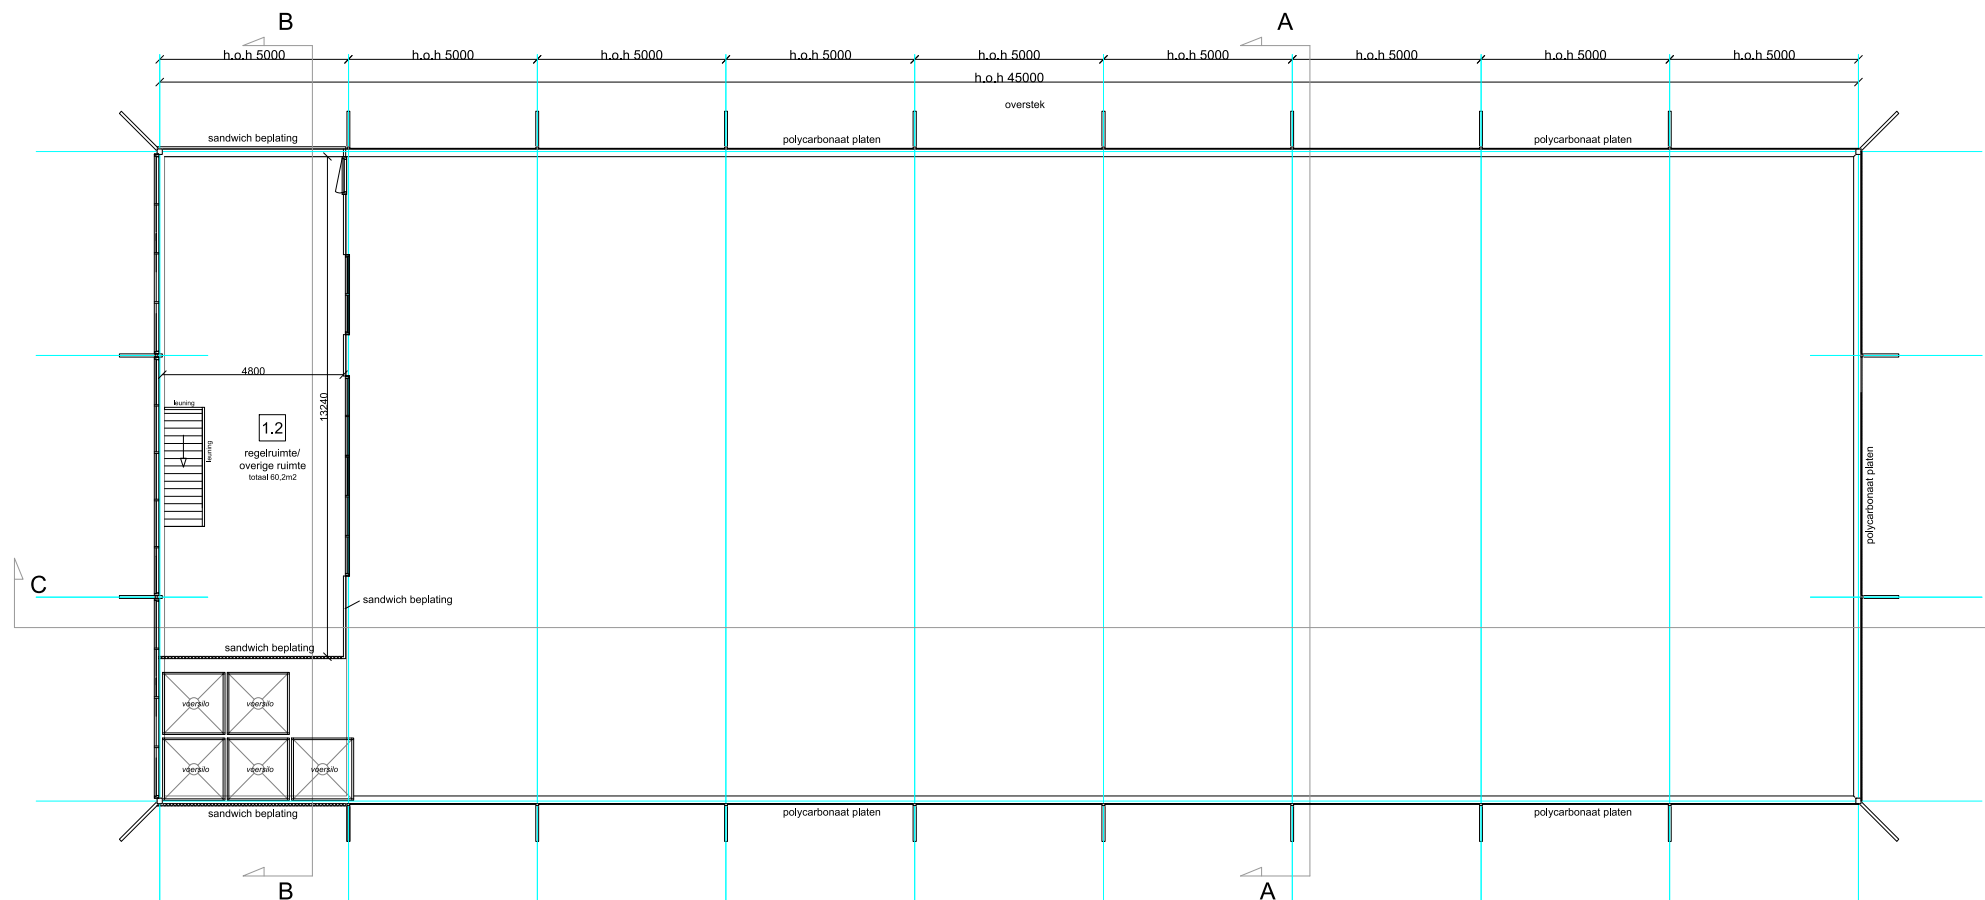 B
A
h.o.h 5000
h.o.h 5000
h.o.h 5000
h.o.h 5000
h.o.h 5000
h.o.h 5000
h.o.h 5000
h.o.h 5000
h.o.h 5000
h.o.h 45000
overstek
sandwich beplating
polycarbonaat platen
polycarbonaat platen
4800
13240
leuning
leuning
1.2
regelruimte/
overige ruimte
totaal 60,2m2
polycarbonaat platen
C
sandwich beplating
sandwich beplating
voersilo
voersilo
voersilo
voersilo
voersilo
sandwich beplating
polycarbonaat platen
polycarbonaat platen
B
A